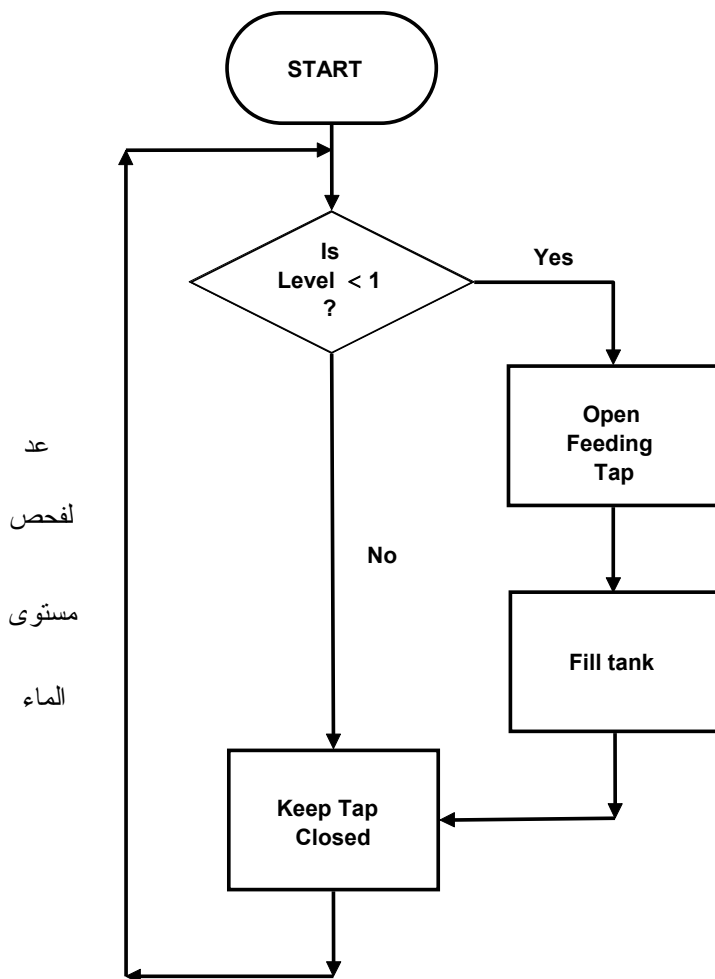 START
Is
Level < 1
?
Yes
Open
Feeding
Tap
عد
لفحص
No
مستوى
Fill tank
الماء
Keep Tap
Closed